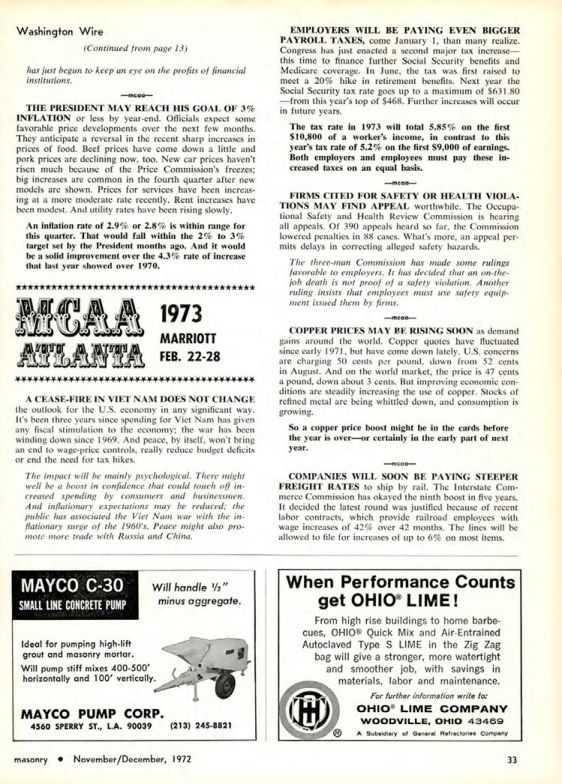 Washington Wire
(Continued from page 13)
has just begun to keep an eye on the profits of financial
institutions.
—mcaa—
THE PRESIDENT MAY REACH HIS GOAL OF 3%
INFLATION or less by year-end. Officials expect some
favorable price developments over the next few months.
They anticipate a reversal in the recent sharp increases in
prices of food. Beef prices have come down a little and
pork prices are declining now, too. New car prices haven't
risen much because of the Price Commission's freezes;
big increases are common in the fourth quarter after new
models are shown. Prices for services have been increas-
ing at a more moderate rate recently. Rent increases have
been modest. And utility rates have been rising slowly.
An inflation rate of 2.9% or 2.8% is within range for
this quarter. That would fall within the 2% to 3%
target set by the President months ago. And it would
be a solid improvement over the 4.3% rate of increase
that last year showed over 1970.
MCAA
ATLANTA
1973
MARRIOTT
FEB. 22-28
A CEASE-FIRE IN VIET NAM DOES NOT CHANGE
the outlook for the U.S. economy in any significant way.
It's been three years since spending for Viet Nam has given
any fiscal stimulation to the economy; the war has been
winding down since 1969. And peace, by itself, won't bring
an end to wage-price controls, really reduce budget deficits
or end the need for tax hikes.
The impact will be mainly psychological. There might
well be a boost in confidence that could touch off in-
creased spending by consumers and businessmen.
And inflationary expectations may be reduced; the
public has associated the Viet Nam war with the in-
flationary surge of the 1960's. Peace might also pro-
mote more trade with Russia and China.
EMPLOYERS WILL BE PAYING EVEN BIGGER
PAYROLL TAXES, come January 1, than many realize.
Congress has just enacted a second major tax increase—
this time to finance further Social Security benefits and
Medicare coverage. In June, the tax was first raised to
meet a 20% hike in retirement benefits. Next year the
Social Security tax rate goes up to a maximum of $631.80
—from this year's top of $468. Further increases will occur
in future years.
The tax rate in 1973 will total 5.85% on the first
$10,800 of a worker's income, in contrast to this
year's tax rate of 5.2% on the first $9,000 of earnings.
Both employers and employees must pay these in-
creased taxes on an equal basis.
—mcaa—
FIRMS CITED FOR SAFETY OR HEALTH VIOLA-
TIONS MAY FIND APPEAL worthwhile. The Occupa-
tional Safety and Health Review Commission is hearing
all appeals. Of 390 appeals heard so far, the Commission
lowered penalties in 88 cases. What's more, an appeal per-
mits delays in correcting alleged safety hazards.
The three-man Commission has made some rulings
favorable to employers. It has decided that an on-the-
job death is not proof of a safety violation. Another
ruling insists that employees must use safety equip-
ment issued them by firms.
—mcaa—
COPPER PRICES MAY BE RISING SOON as demand
gains around the world. Copper quotes have fluctuated
since early 1971, but have come down lately. U.S. concerns
are charging 50 cents per pound, down from 52 cents
in August. And on the world market, the price is 47 cents
a pound, down about 3 cents. But improving economic con-
ditions are steadily increasing the use of copper. Stocks of
refined metal are being whittled down, and consumption is
growing.
So a copper price boost might be in the cards before
the year is over—or certainly in the early part of next
year.
—mcaa—
COMPANIES WILL SOON BE PAYING STEEPER
FREIGHT RATES to ship by rail. The Interstate Com-
merce Commission has okayed the ninth boost in five years.
It decided the latest round was justified because of recent
labor contracts, which provide railroad employees with
wage increases of 42% over 42 months. The lines will be
allowed to file for increases of up to 6% on most items.
MAYCO C-30
SMALL LINE CONCRETE PUMP
Will handle ½"
minus aggregate.
Ideal for pumping high-lift
grout and masonry mortar.
Will pump stiff mixes 400-500'
horizontally and 100' vertically.
MAYCO PUMP CORP.
4560 SPERRY ST., L.A. 90039 (213) 245-8821
When Performance Counts
get OHIO® LIME!
From high rise buildings to home barbe-
cues, OHIO® Quick Mix and Air-Entrained
Autoclaved Type S LIME in the Zig Zag
bag will give a stronger, more watertight
and smoother job, with savings in
materials, labor and maintenance.
For further information write to:
OHIO® LIME COMPANY
WOODVILLE, OHIO 43469
A Subsidiary of General Refractories Company
®
masonry • November/December, 1972
33